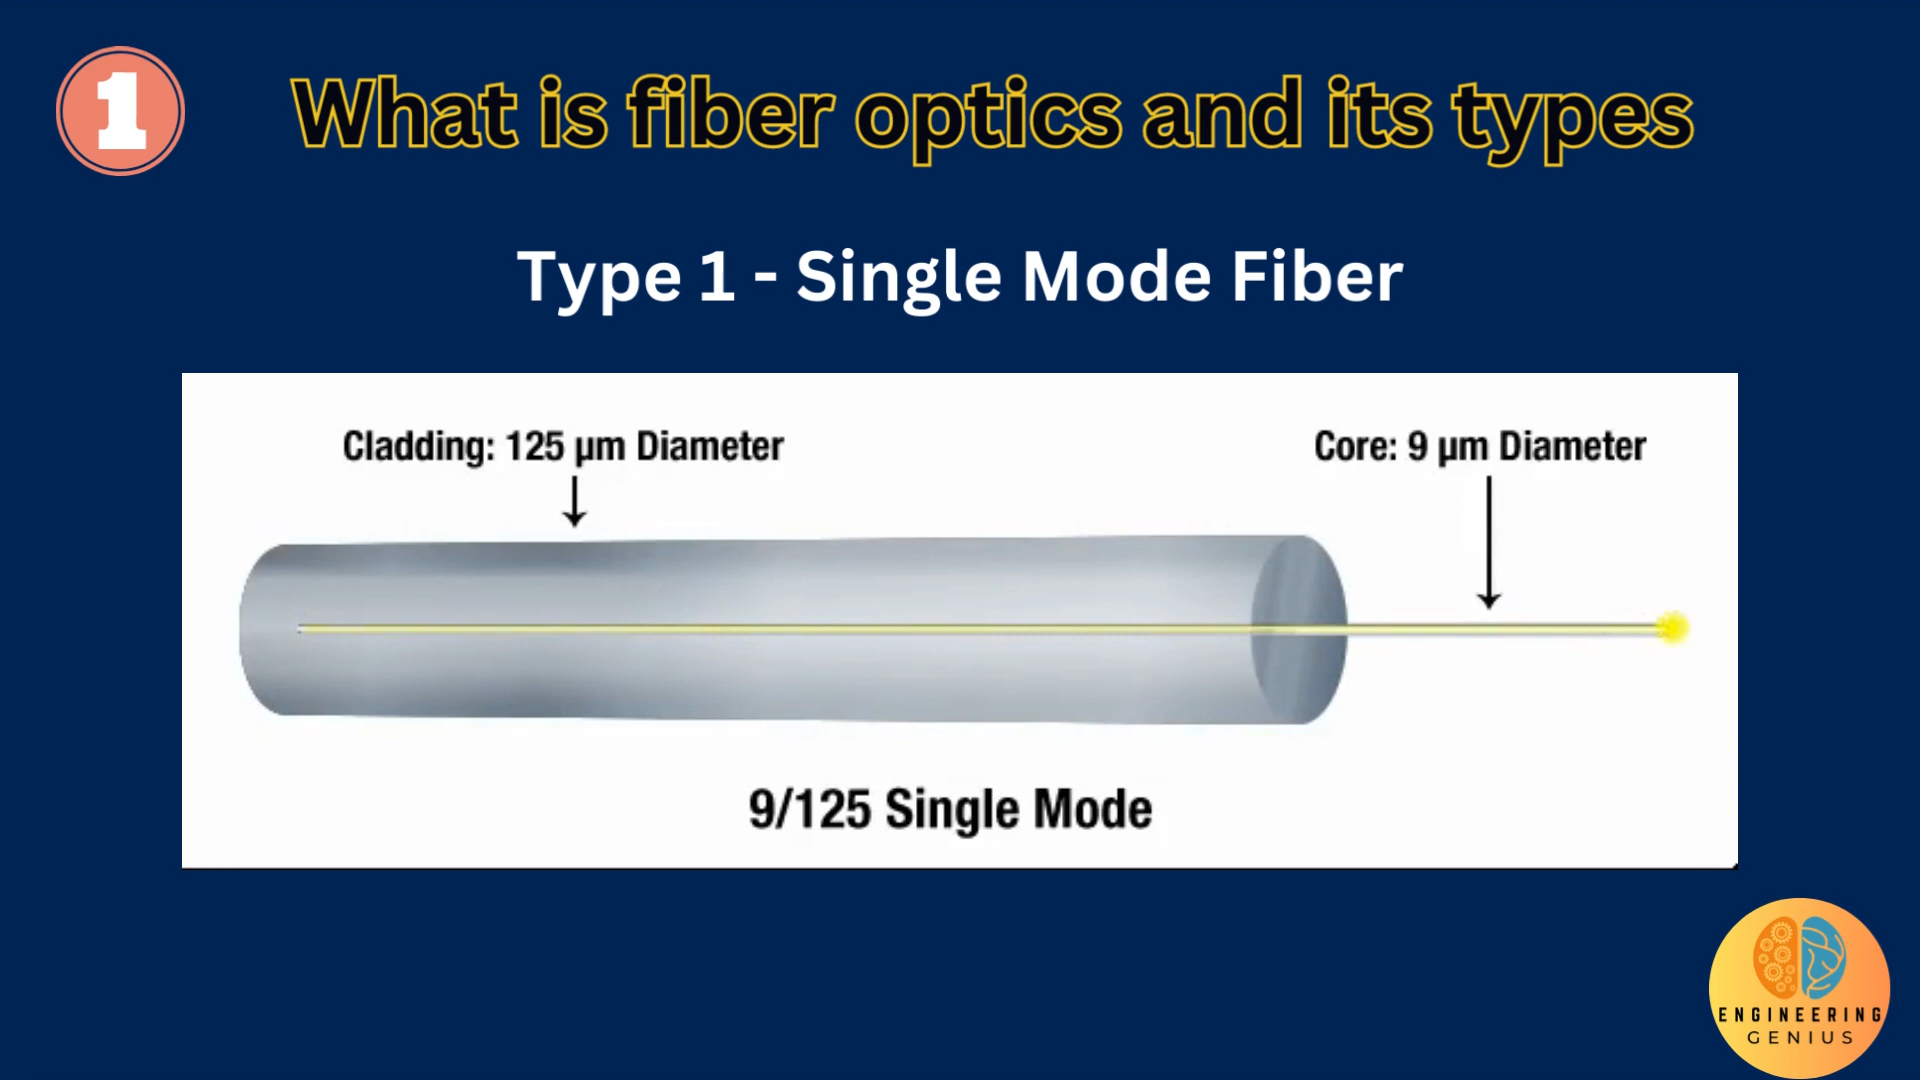 1
What is fiber optics and its types
Type 1 - Single Mode Fiber
Cladding: 125 µm Diameter
Core: 9 µm Diameter
9/125 Single Mode
ENGINEERING
GENIUS